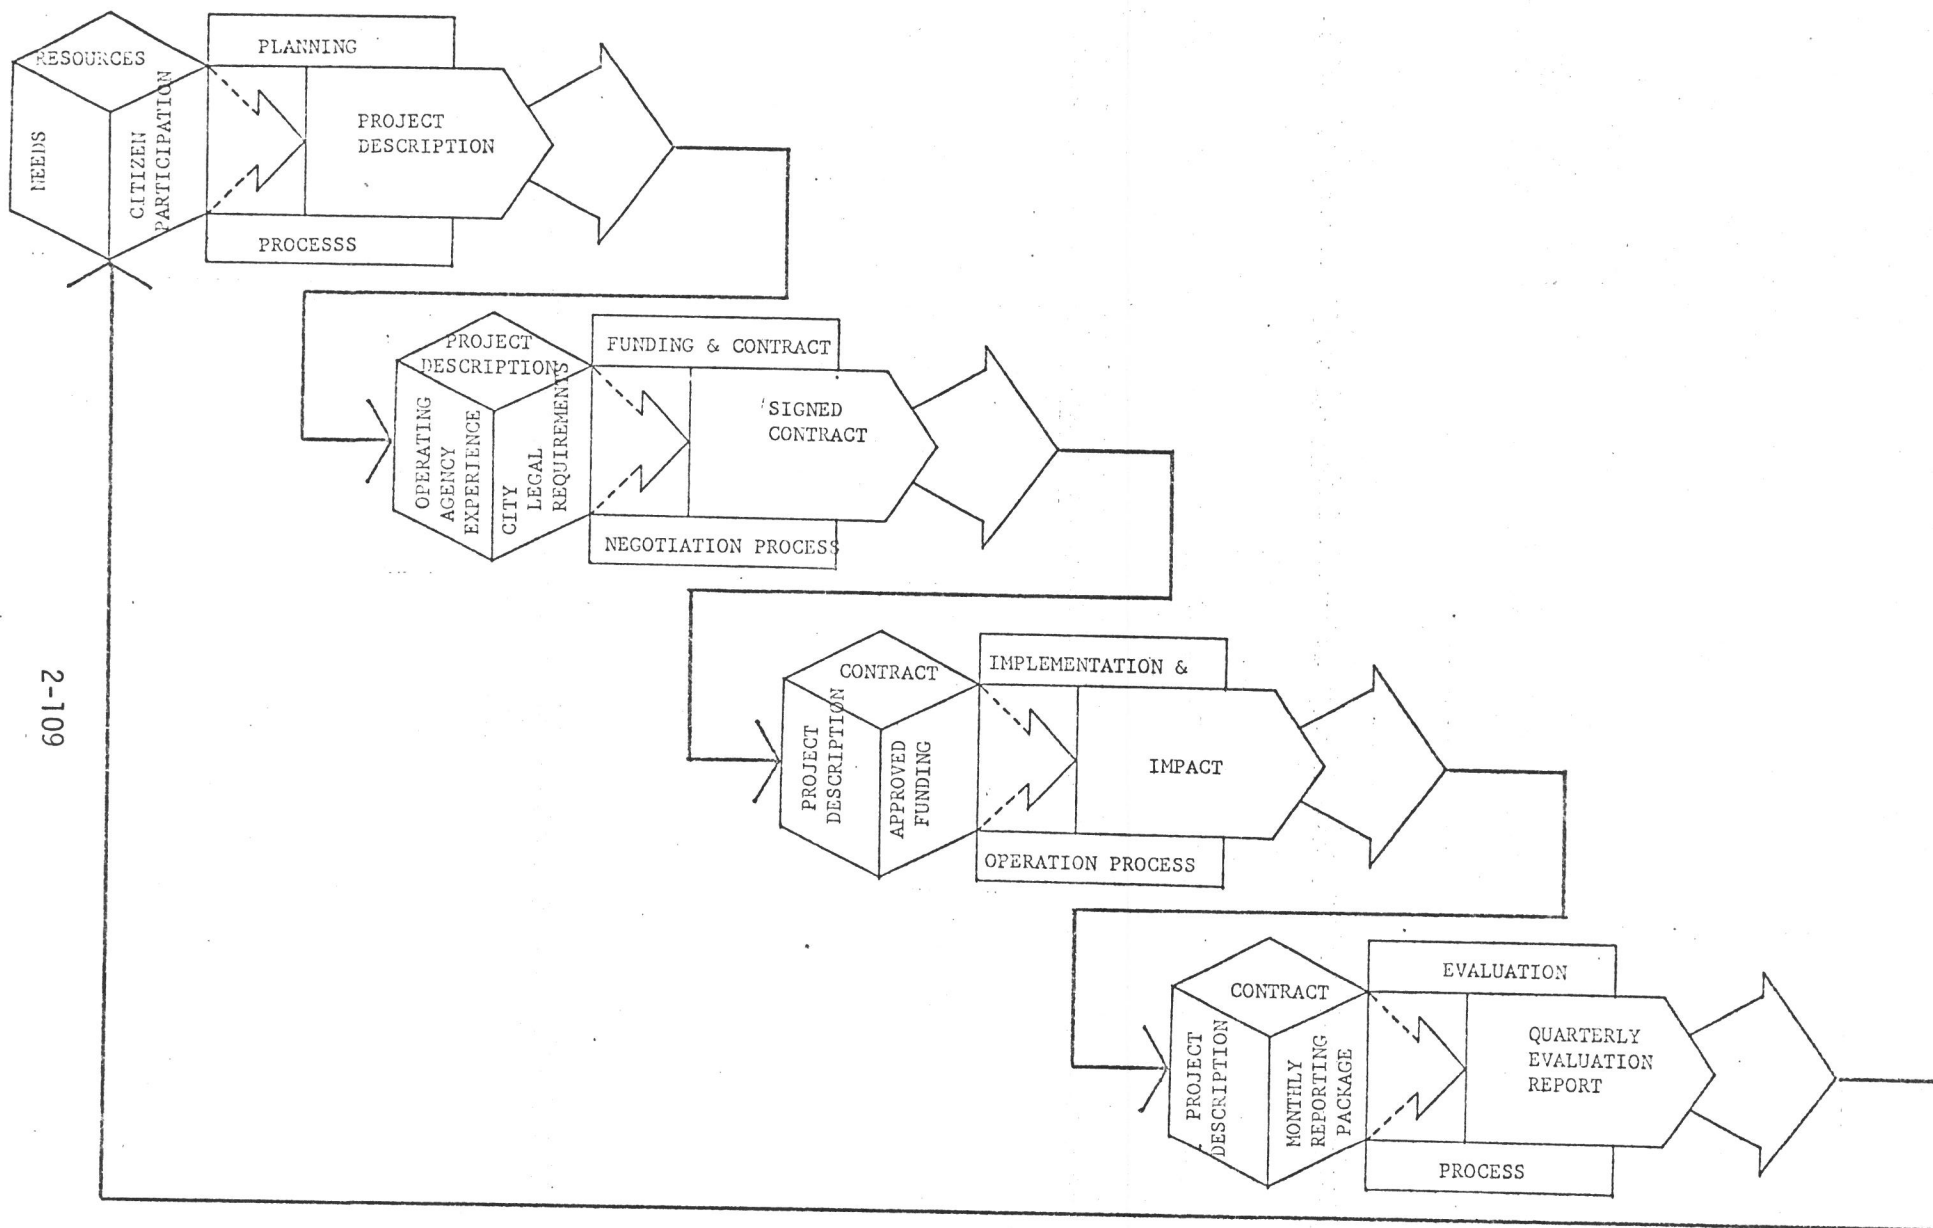 RESOURCES
NEEDS
CITIZEN
PARTICIPATION
PLANNING
PROJECT
DESCRIPTION
PROCESSS
PROJECT
DESCRIPTION
OPERATING
AGENCY
EXPERIENCE
CITY
LEGAL
REQUIREMENTS
FUNDING & CONTRACT
SIGNED
CONTRACT
NEGOTIATION PROCESS
CONTRACT
PROJECT
DESCRIPTION
APPROVED
FUNDING
IMPLEMENTATION &
IMPACT
OPERATION PROCESS
CONTRACT
PROJECT
DESCRIPTION
MONTHLY
REPORTING
PACKAGE
EVALUATION
QUARTERLY
EVALUATION
REPORT
PROCESS
2-109